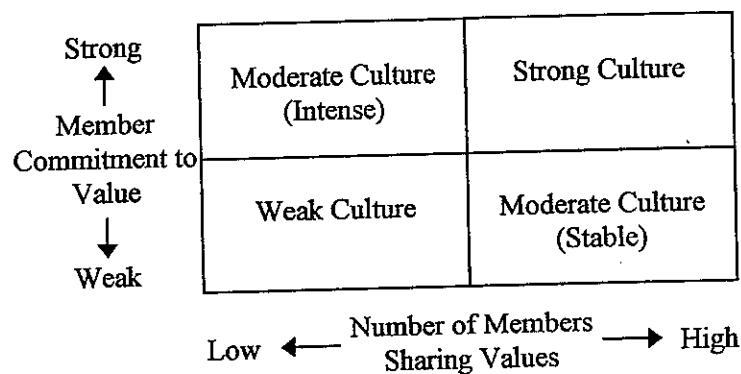 Strong
Member
Commitment to
Value
Weak
Moderate Culture
(Intense)
Strong Culture
Weak Culture
Moderate Culture
(Stable)
Low
Number of Members
Sharing Values
High